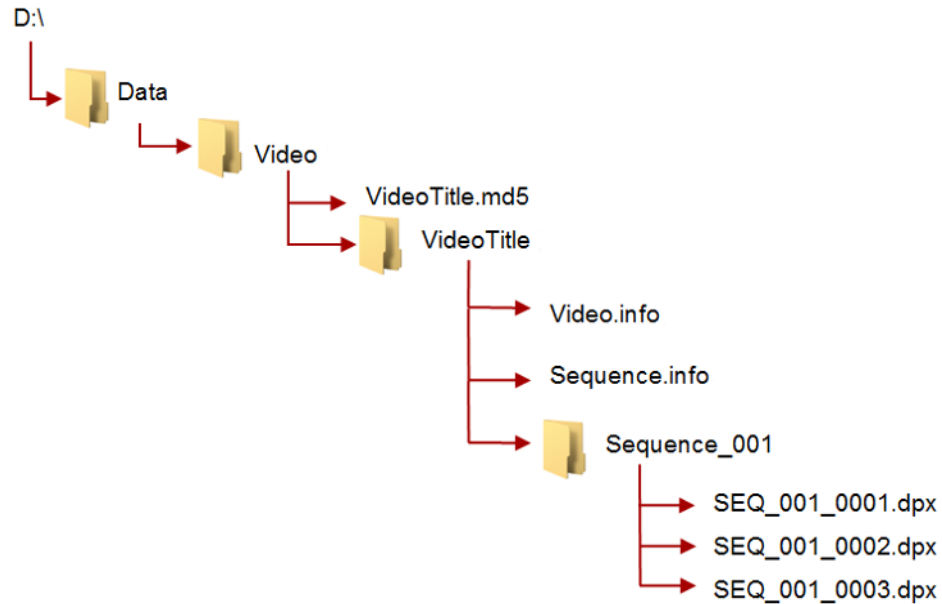 D:\
Data
Video
VideoTitle.md5
VideoTitle
Video.info
Sequence.info
Sequence_001
SEQ_001_0001.dpx
SEQ_001_0002.dpx
SEQ_001_0003.dpx